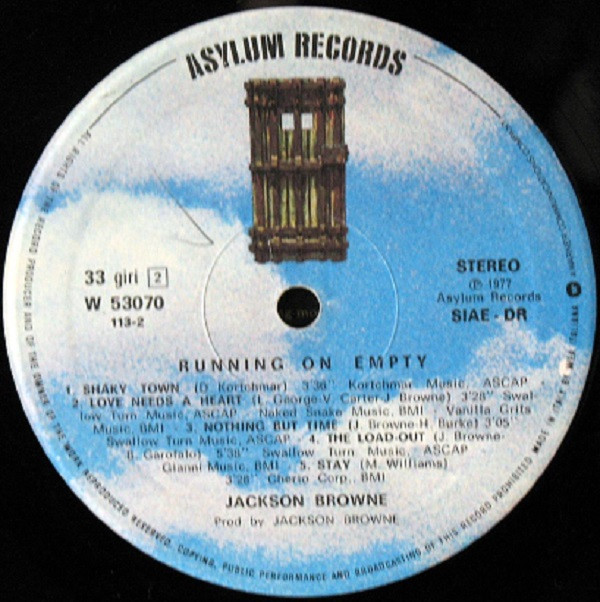 ASYLUM RECORDS
33 giri 2
W 53070
113-2
STEREO
℗ 1977
Asylum Records
SIAE - DR
RUNNING ON EMPTY
1. SHAKY TOWN (D. Kortchmar) 3'36" Kortchmar Music, ASCAP
2. LOVE NEEDS A HEART (L. George-V. Carter-J. Browne) 3'28" Swal-
low Turn Music, ASCAP - Naked Snake Music, BMI - Vanilla Grits
Music, BMI - 3. NOTHING BUT TIME (J. Browne-H. Burke) 3'05"
Swallow Turn Music, ASCAP - 4. THE LOAD-OUT (J. Browne-
B. Garofalo) 5'38" Swallow Turn Music, ASCAP
Gianni Music, BMI 5. STAY (M. Williams)
3'28" Cherio Corp. BMI
JACKSON BROWNE
Prod by JACKSON BROWNE
ALL RIGHTS OF THE RECORD PRODUCER AND OF THE OWNER OF THE WORK REPRODUCED RESERVED. COPYING, PUBLIC PERFORMANCE AND BROADCASTING OF THIS RECORD PROHIBITED MADE IN ITALY